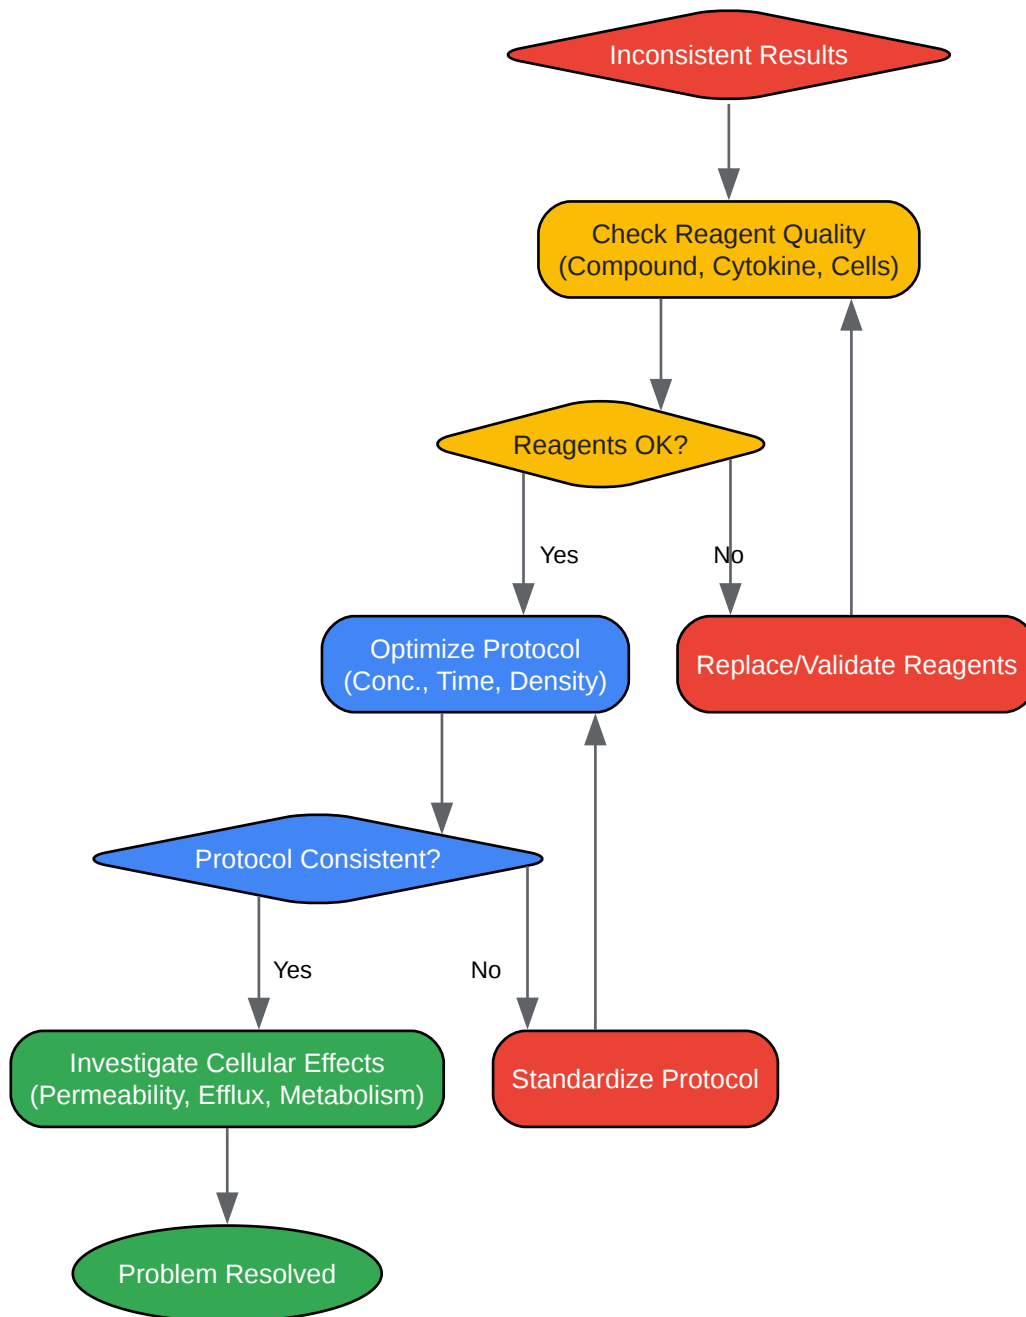 Inconsistent Results
Check Reagent Quality
(Compound, Cytokine, Cells)
Reagents OK?
Yes
No
Optimize Protocol
(Conc., Time, Density)
Replace/Validate Reagents
Protocol Consistent?
Yes
No
Investigate Cellular Effects
(Permeability, Efflux, Metabolism)
Standardize Protocol
Problem Resolved